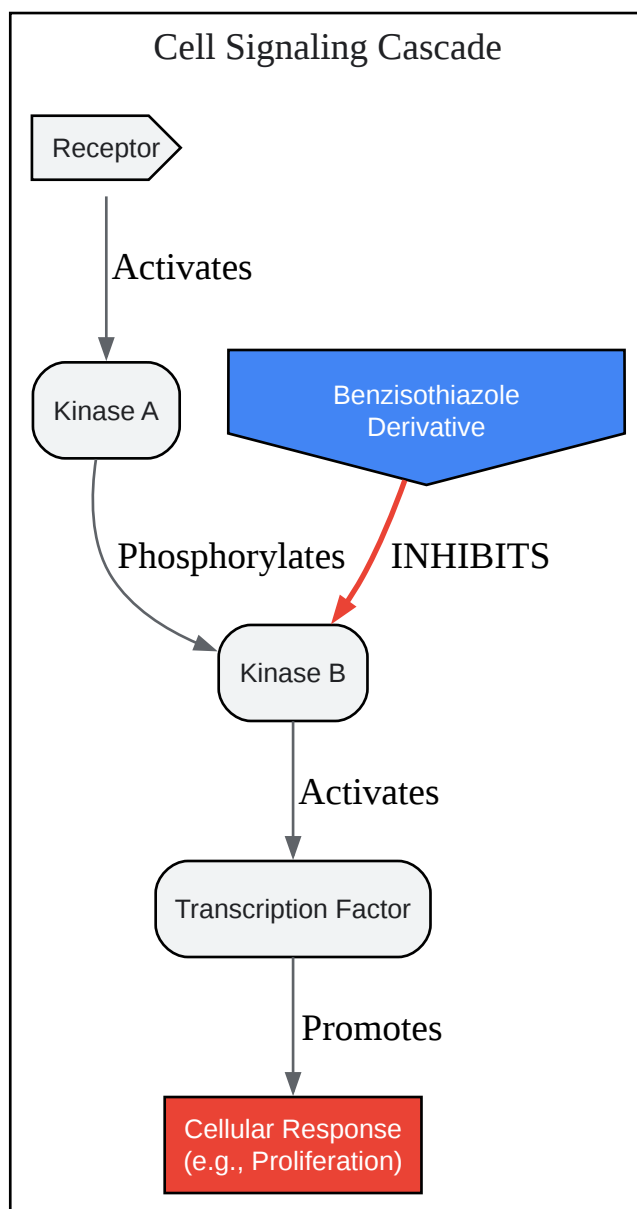 Cell Signaling Cascade
Receptor
Activates
Kinase A
Benzisothiazole
Derivative
Phosphorylates
INHIBITS
Kinase B
Activates
Transcription Factor
Promotes
Cellular Response
(e.g., Proliferation)